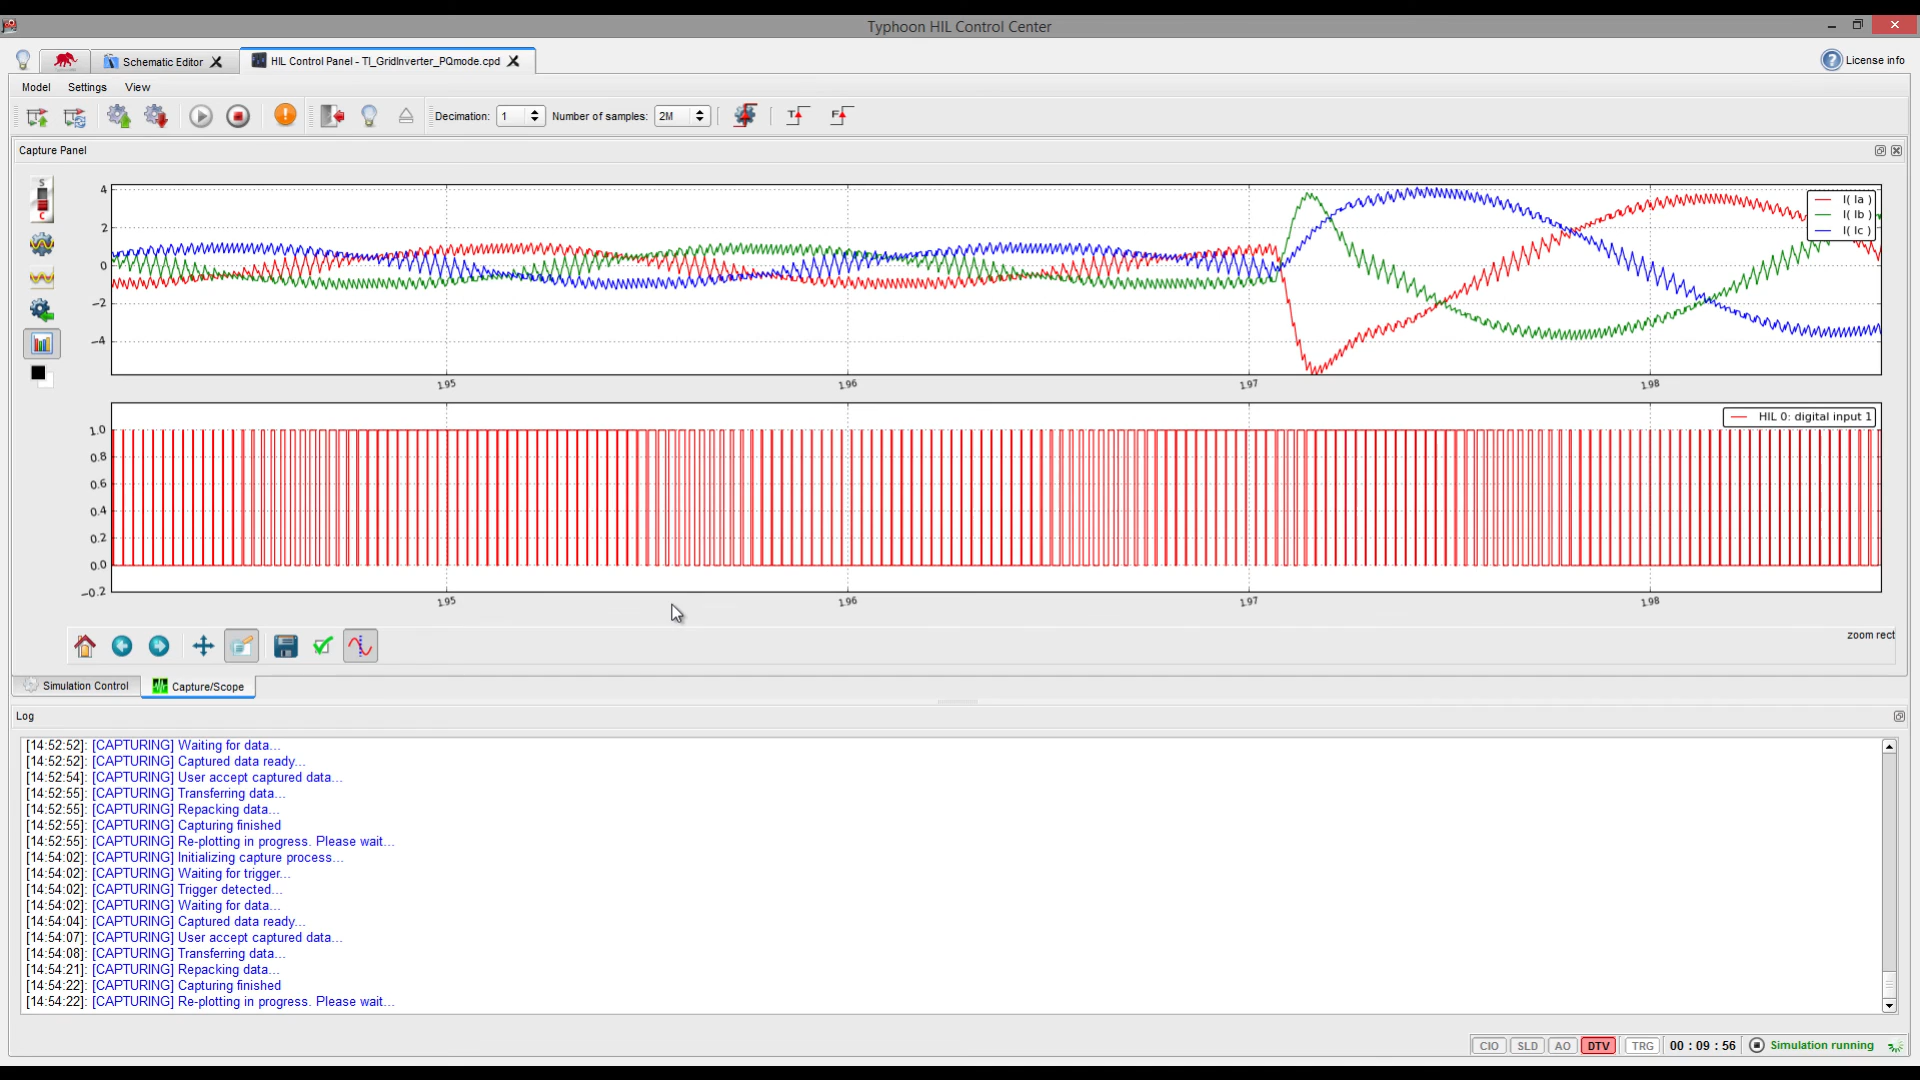 Typhoon HIL Control Center
Schematic Editor
HIL Control Panel - TI_GridInverter_PQmode.cpd
License info
Model Settings View
Decimation: 1 Number of samples: 2M
T F
Capture Panel
S
C
4
2
0
−2
−4
I( Ia )
I( Ib )
I( Ic )
1.95 1.96 1.97 1.98
HIL 0: digital input 1
1.0
0.8
0.6
0.4
0.2
0.0
−0.2
1.95 1.96 1.97 1.98
zoom rect
Simulation Control Capture/Scope
Log
[14:52:52]: [CAPTURING] Waiting for data...
[14:52:52]: [CAPTURING] Captured data ready...
[14:52:54]: [CAPTURING] User accept captured data...
[14:52:55]: [CAPTURING] Transferring data...
[14:52:55]: [CAPTURING] Repacking data...
[14:52:55]: [CAPTURING] Capturing finished
[14:52:55]: [CAPTURING] Re-plotting in progress. Please wait...
[14:54:02]: [CAPTURING] Initializing capture process...
[14:54:02]: [CAPTURING] Waiting for trigger...
[14:54:02]: [CAPTURING] Trigger detected...
[14:54:02]: [CAPTURING] Waiting for data...
[14:54:04]: [CAPTURING] Captured data ready...
[14:54:07]: [CAPTURING] User accept captured data...
[14:54:08]: [CAPTURING] Transferring data...
[14:54:21]: [CAPTURING] Repacking data...
[14:54:22]: [CAPTURING] Capturing finished
[14:54:22]: [CAPTURING] Re-plotting in progress. Please wait...
CIO SLD AO DTV TRG 00 : 09 : 56 Simulation running